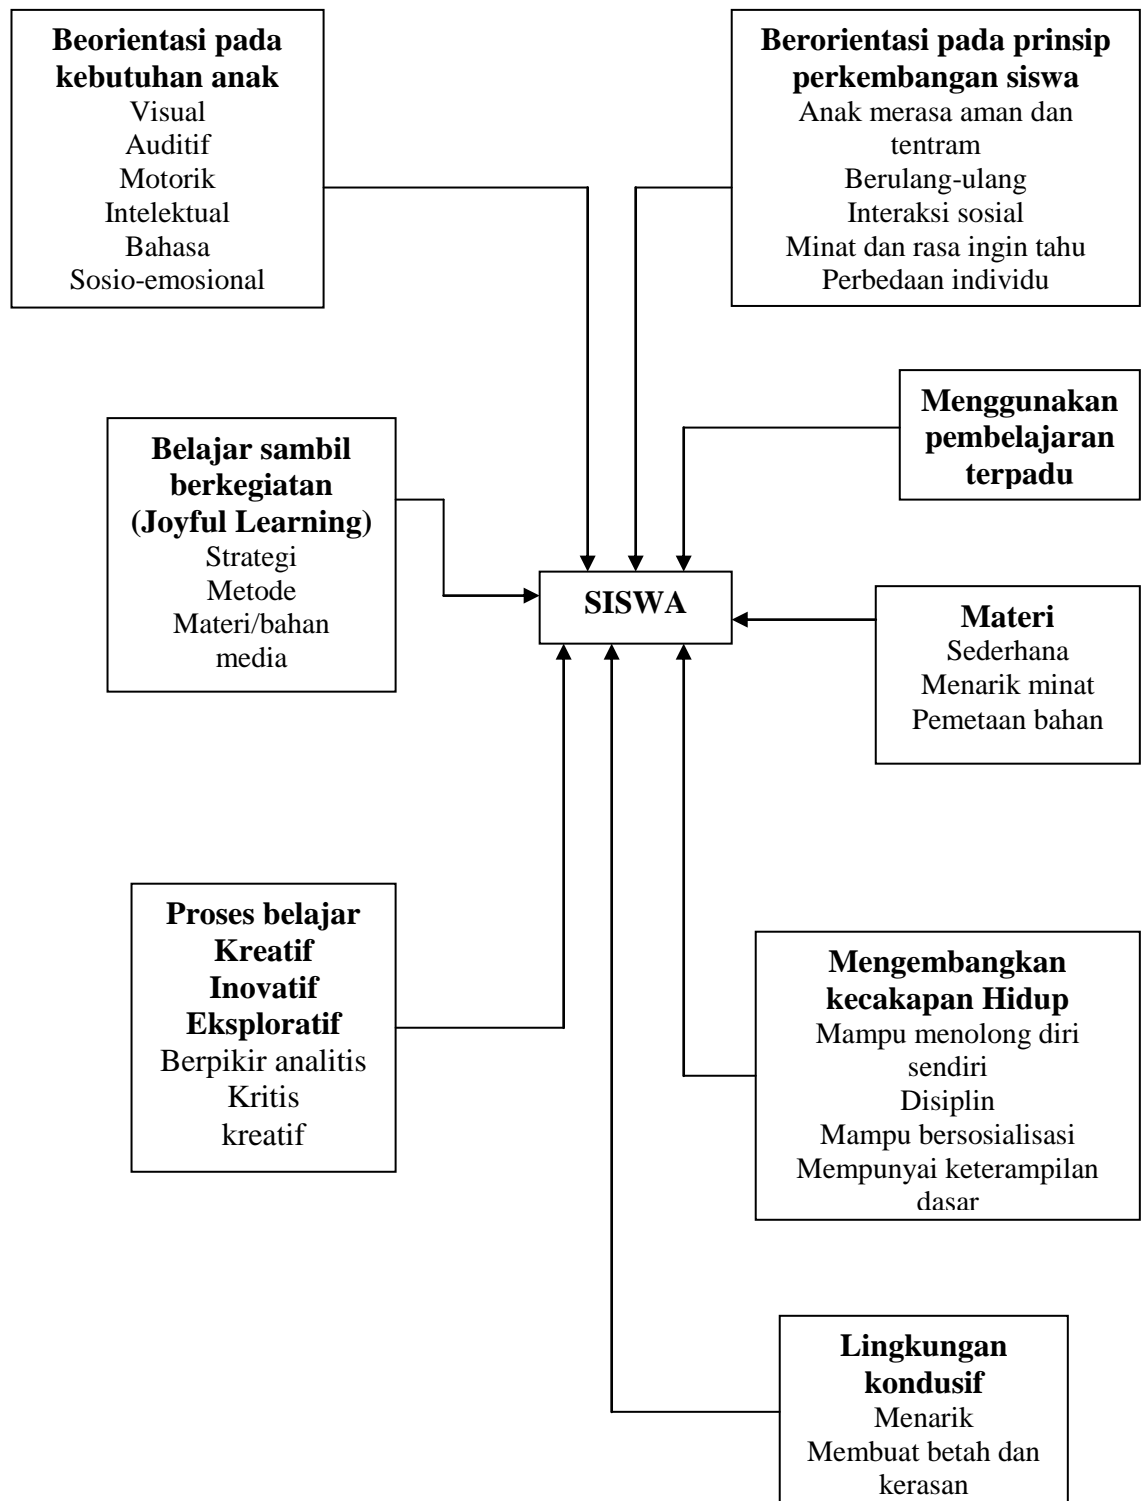 Beorientasi pada
kebutuhan anak
Visual
Auditif
Motorik
Intelektual
Bahasa
Sosio-emosional
Berorientasi pada prinsip
perkembangan siswa
Anak merasa aman dan
tentram
Berulang-ulang
Interaksi sosial
Minat dan rasa ingin tahu
Perbedaan individu
Menggunakan
pembelajaran
terpadu
Belajar sambil
berkegiatan
(Joyful Learning)
Strategi
Metode
Materi/bahan
media
SISWA
Materi
Sederhana
Menarik minat
Pemetaan bahan
Proses belajar
Kreatif
Inovatif
Eksploratif
Berpikir analitis
Kritis
kreatif
Mengembangkan
kecakapan Hidup
Mampu menolong diri
sendiri
Disiplin
Mampu bersosialisasi
Mempunyai keterampilan
dasar
Lingkungan
kondusif
Menarik
Membuat betah dan
kerasan